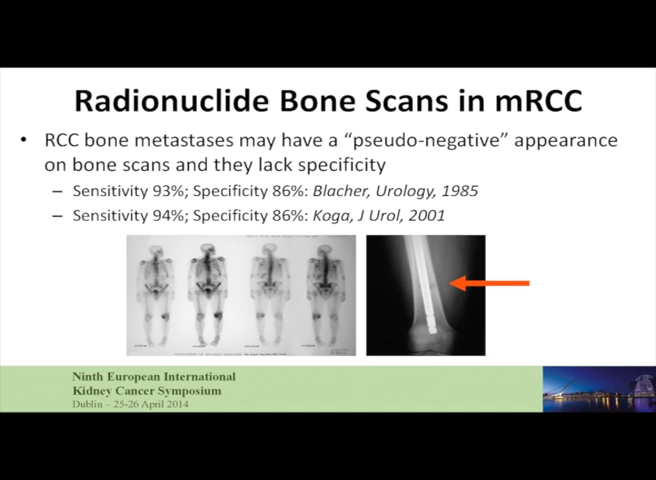 Radionuclide Bone Scans in mRCC
• RCC bone metastases may have a “pseudo-negative” appearance
on bone scans and they lack specificity
– Sensitivity 93%; Specificity 86%: Blacher, Urology, 1985
– Sensitivity 94%; Specificity 86%: Koga, J Urol, 2001
Ninth European International
Kidney Cancer Symposium
Dublin – 25-26 April 2014